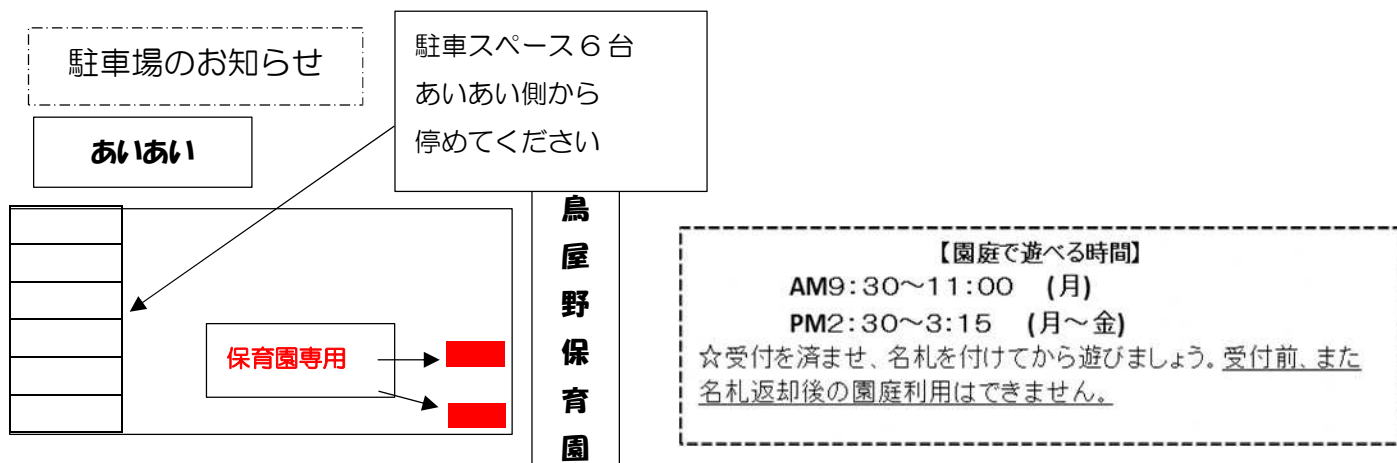 駐車場のお知らせ
駐車スペース６台
あいあい側から
停めてください
あいあい
鳥屋野保育園
保育園専用
【園庭で遊べる時間】
AM9：30～11：00　(月)
PM2：30～3：15　(月～金)
☆受付を済ませ、名札を付けてから遊びましょう。受付前、また
名札返却後の園庭利用はできません。